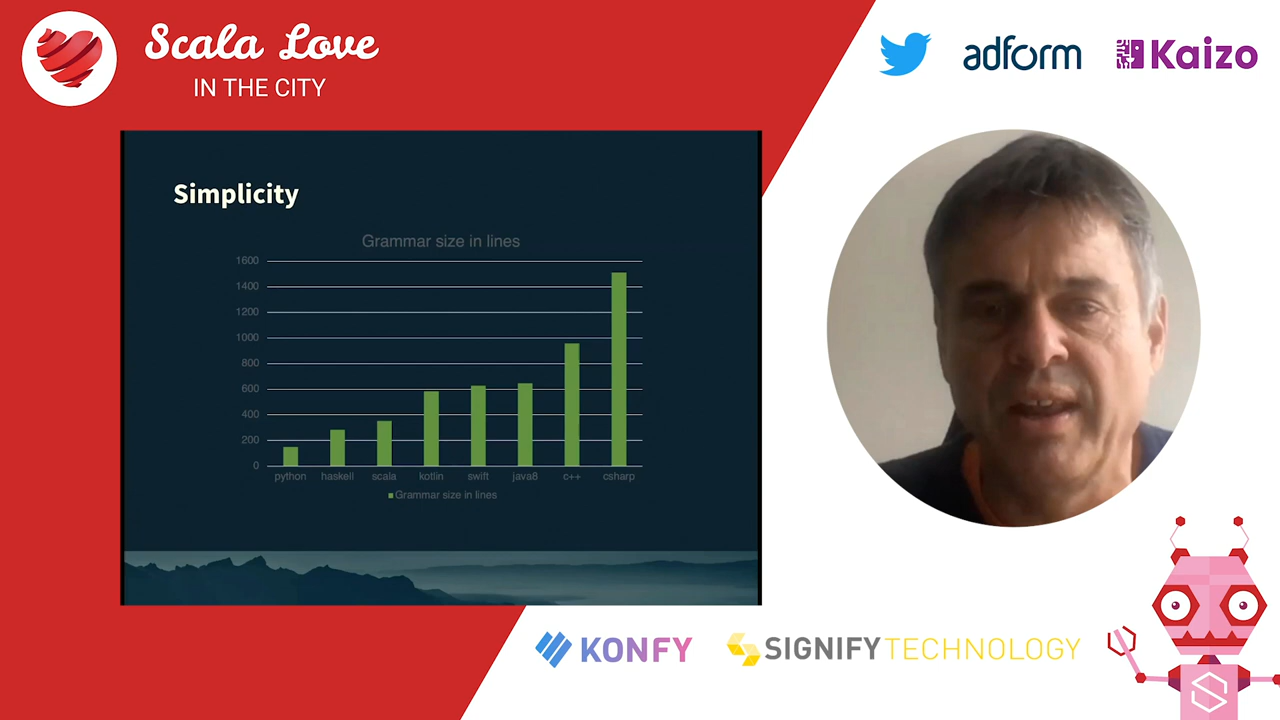 Scala Love
IN THE CITY
adform
Kaizo
Simplicity
Grammar size in lines
1600
1400
1200
1000
800
600
400
200
0
python haskell scala kotlin swift java8 c++ csharp
Grammar size in lines
KONFY
SIGNIFYTECHNOLOGY